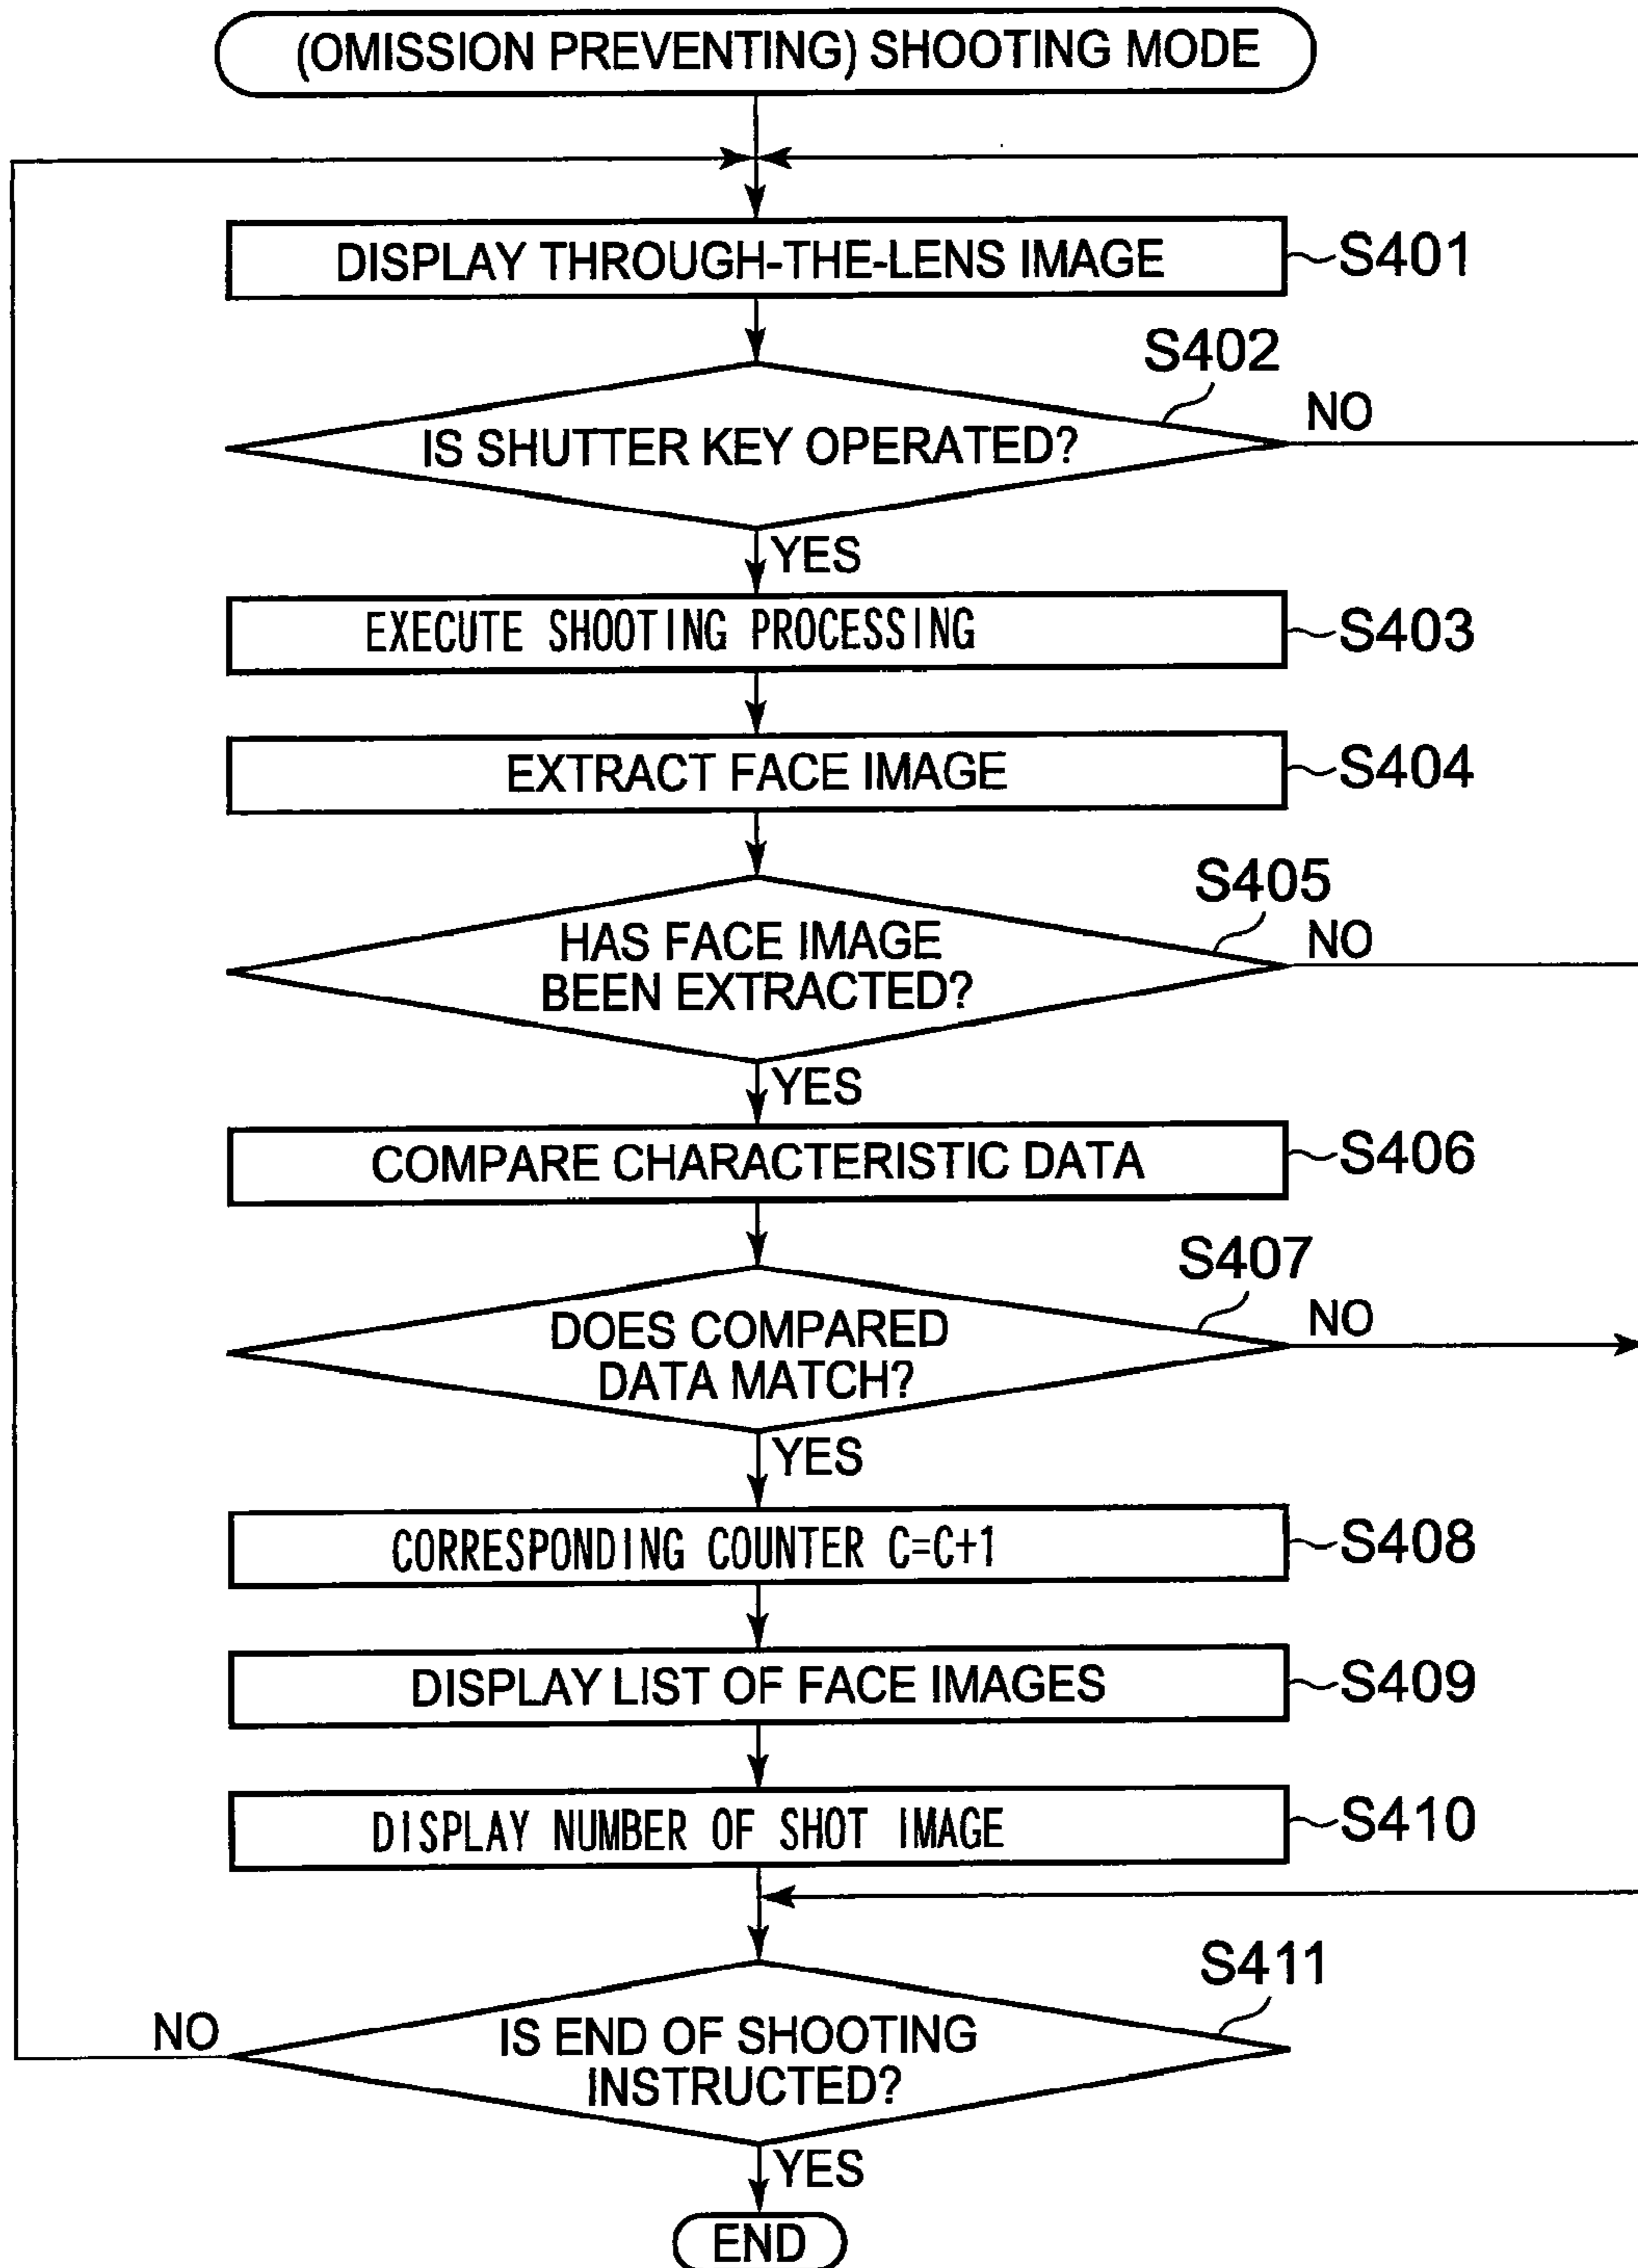 (OMISSION PREVENTING) SHOOTING MODE
DISPLAY THROUGH-THE-LENS IMAGE
S401
S402
IS SHUTTER KEY OPERATED?
NO
YES
EXECUTE SHOOTING PROCESSING
S403
EXTRACT FACE IMAGE
S404
S405
HAS FACE IMAGE
BEEN EXTRACTED?
NO
YES
COMPARE CHARACTERISTIC DATA
S406
S407
DOES COMPARED
DATA MATCH?
NO
YES
CORRESPONDING COUNTER C=C+1
S408
DISPLAY LIST OF FACE IMAGES
S409
DISPLAY NUMBER OF SHOT IMAGE
S410
S411
NO
IS END OF SHOOTING
INSTRUCTED?
YES
END